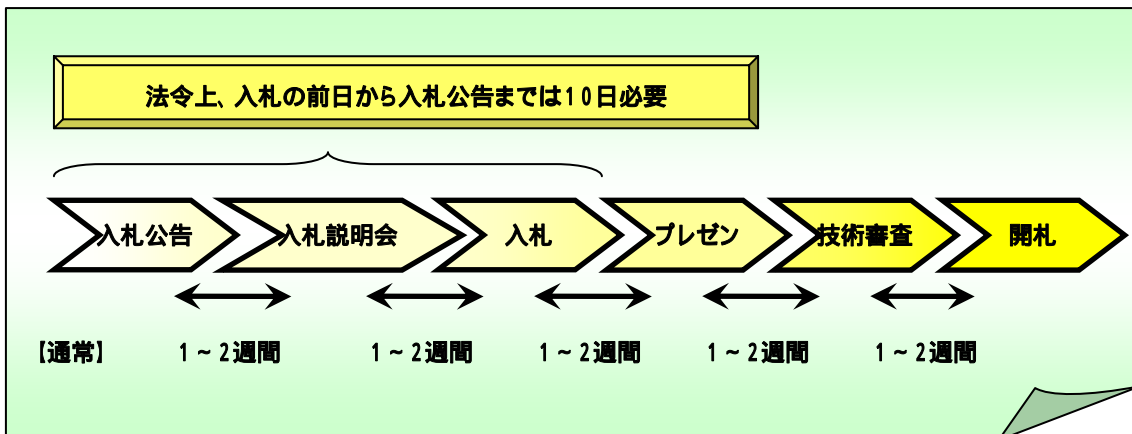 法令上、入札の前日から入札公告までは10日必要
入札公告 入札説明会 入札 プレゼン 技術審査 開札
【通常】 1~2週間 1~2週間 1~2週間 1~2週間 1~2週間